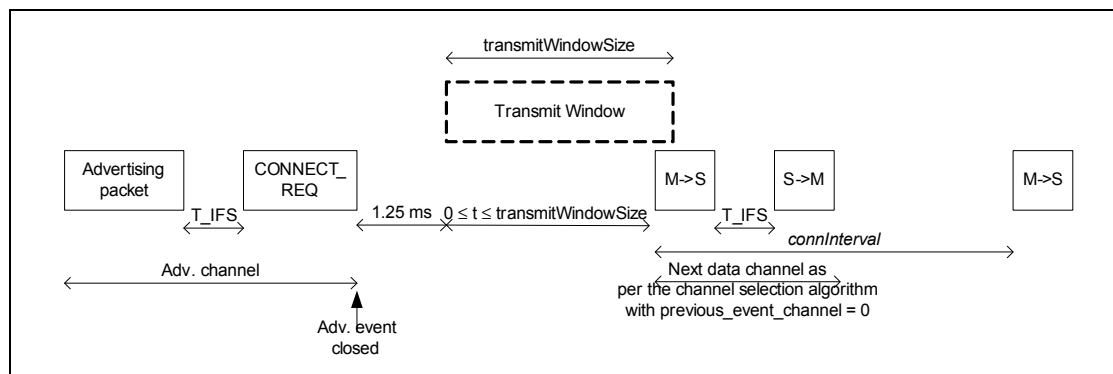 transmitWindowSize
Transmit Window
Advertising
packet
CONNECT_
REQ
M->S
S->M
M->S
T_IFS
1.25 ms
0 ≤ t ≤ transmitWindowSize
T_IFS
connInterval
Adv. channel
Next data channel as
per the channel selection algorithm
with previous_event_channel = 0
Adv. event
closed